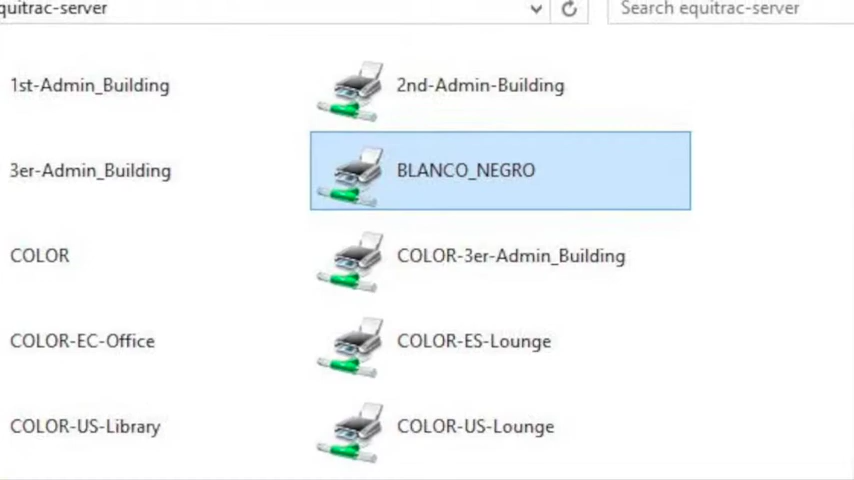 quitrac-server
Search equitrac-server
1st-Admin_Building
2nd-Admin-Building
3er-Admin_Building
BLANCO_NEGRO
COLOR
COLOR-3er-Admin_Building
COLOR-EC-Office
COLOR-ES-Lounge
COLOR-US-Library
COLOR-US-Lounge